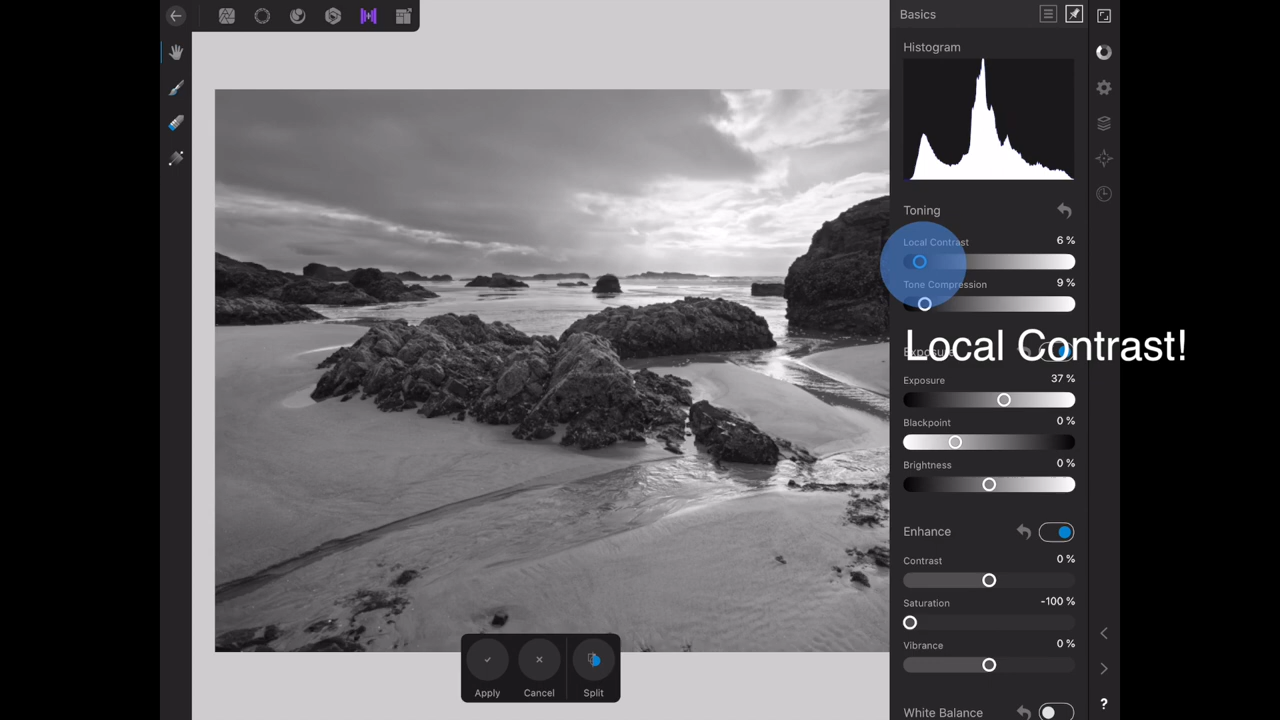 Basics
Histogram
Toning
Local Contrast 6 %
Tone Compression 9 %
Local Contrast!
Exposure
Exposure 37 %
Blackpoint 0 %
Brightness 0 %
Enhance
Contrast 0 %
Saturation -100 %
Vibrance 0 %
White Balance
Apply Cancel Split
?